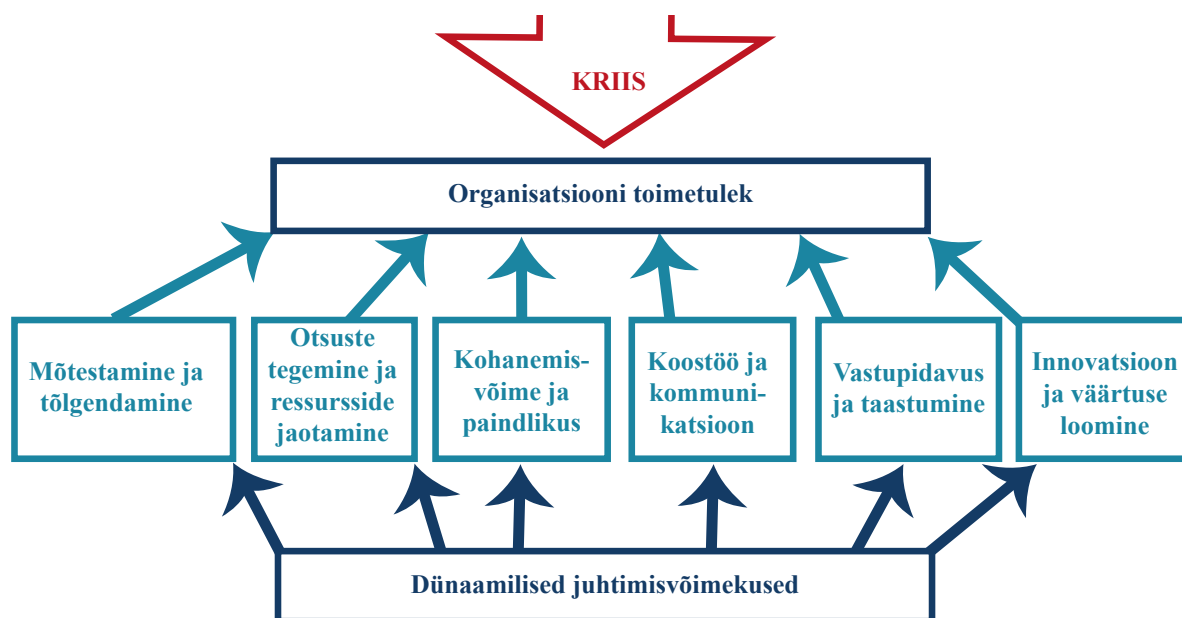 KRIIS
Organisatsiooni toimetulek
Mõtestamine ja
tõlgendamine
Otsuste
tegemine ja
ressursside
jaotamine
Kohanemis-
võime ja
paindlikus
Koostöö ja
kommuni-
katsioon
Vastupidavus
ja taastumine
Innovatsioon
ja väärtuse
loomine
Dünaamilised juhtimisvõimekused